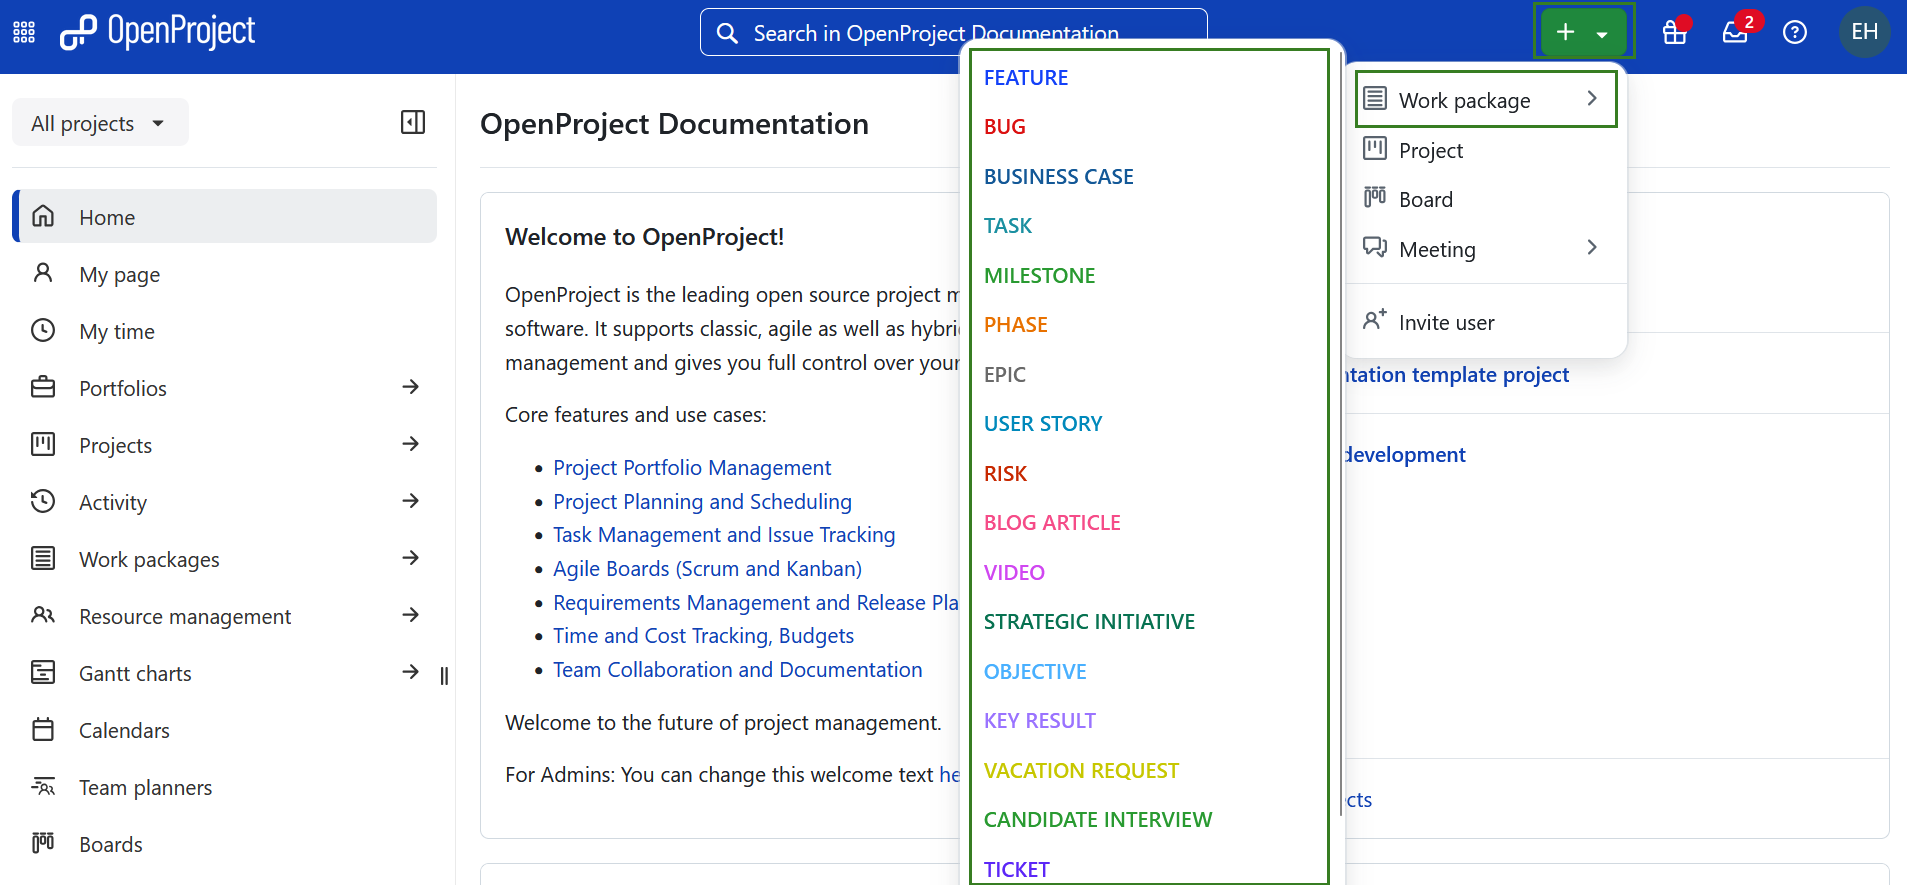 OpenProject
Search in OpenProject Documentation
2
EH
All projects
Home
My page
My time
Portfolios
Projects
Activity
Work packages
Resource management
Gantt charts
Calendars
Team planners
Boards
OpenProject Documentation
Welcome to OpenProject!
OpenProject is the leading open source project m
software. It supports classic, agile as well as hybri
management and gives you full control over your
Core features and use cases:
Project Portfolio Management
Project Planning and Scheduling
Task Management and Issue Tracking
Agile Boards (Scrum and Kanban)
Requirements Management and Release Pla
Time and Cost Tracking, Budgets
Team Collaboration and Documentation
Welcome to the future of project management.
For Admins: You can change this welcome text he
FEATURE
BUG
BUSINESS CASE
TASK
MILESTONE
PHASE
EPIC
USER STORY
RISK
BLOG ARTICLE
VIDEO
STRATEGIC INITIATIVE
OBJECTIVE
KEY RESULT
VACATION REQUEST
CANDIDATE INTERVIEW
TICKET
Work package
Project
Board
Meeting
Invite user
ntation template project
development
cts